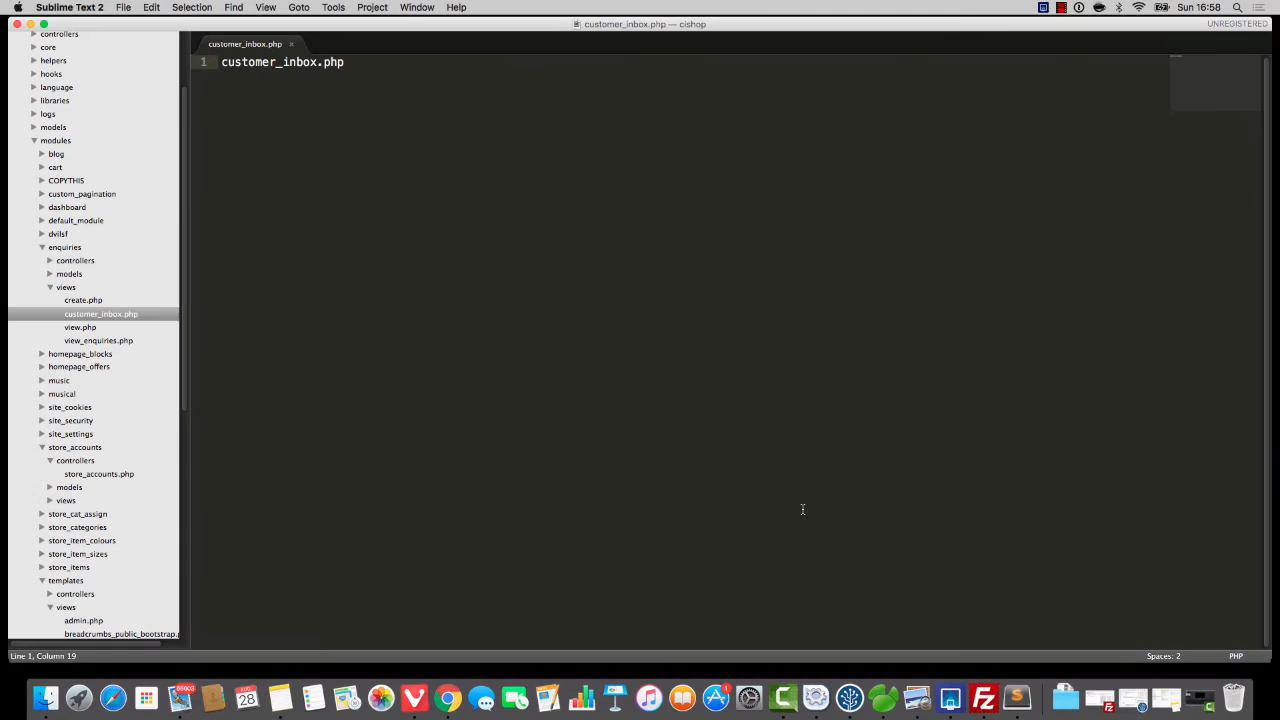 Sublime Text 2 File Edit Selection Find View Goto Tools Project Window Help Sun 16:58
customer_inbox.php — cishop UNREGISTERED
controllers
core
helpers
hooks
language
libraries
logs
models
modules
blog
cart
COPYTHIS
custom_pagination
dashboard
default_module
dvilsf
enquiries
controllers
models
views
create.php
customer_inbox.php
view.php
view_enquiries.php
homepage_blocks
homepage_offers
music
musical
site_cookies
site_security
site_settings
store_accounts
controllers
store_accounts.php
models
views
store_cat_assign
store_categories
store_item_colours
store_item_sizes
store_items
templates
controllers
views
admin.php
breadcrumbs_public_bootstrap.p
customer_inbox.php
1 customer_inbox.php
Line 1, Column 19 Spaces: 2 PHP